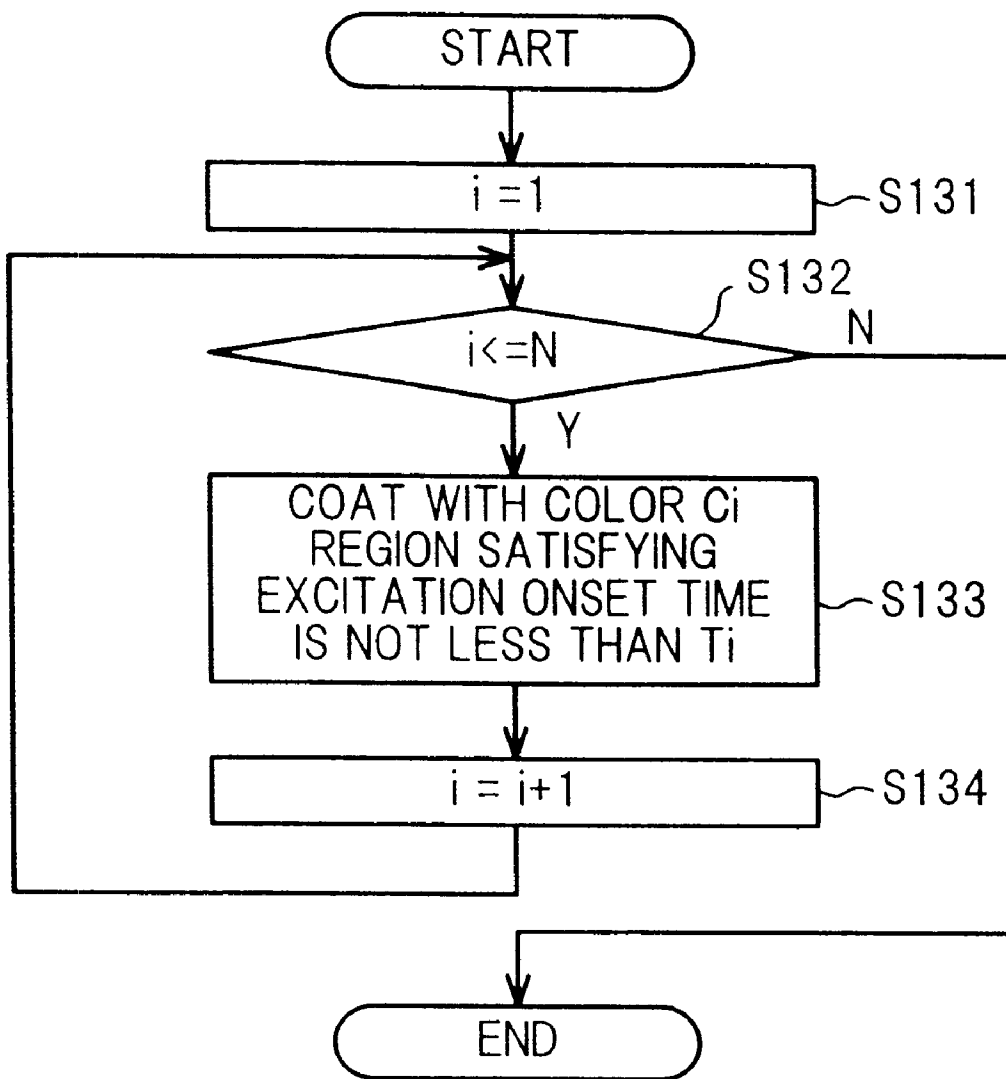 START
i=1
S131
S132
i<=N
N
Y
COAT WITH COLOR Ci
REGION SATISFYING
EXCITATION ONSET TIME
IS NOT LESS THAN Ti
S133
i = i+1
S134
END